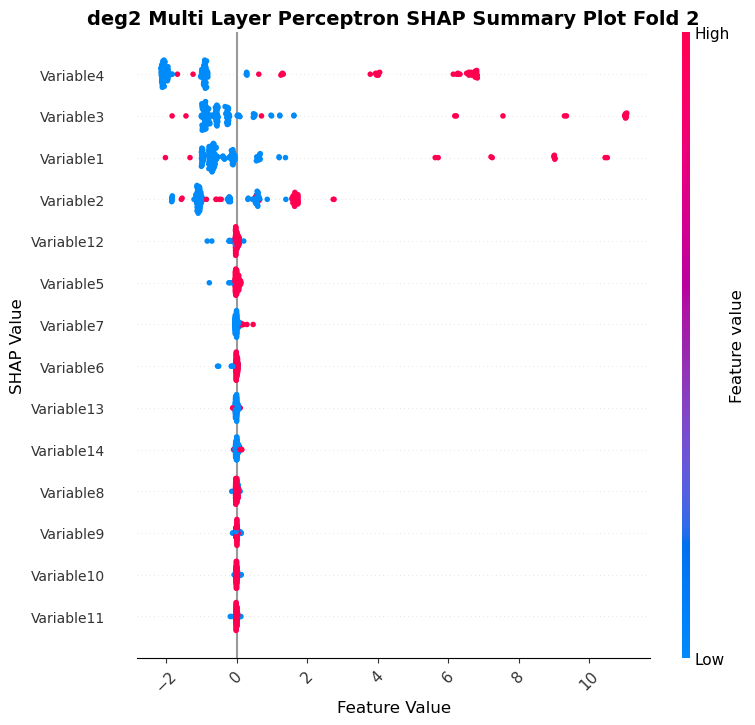 deg2 Multi Layer Perceptron SHAP Summary Plot Fold 2
High
Variable4
Variable3
Variable1
Variable2
Variable12
Variable5
Variable7
Variable6
Variable13
Variable14
Variable8
Variable9
Variable10
Variable11
SHAP Value
Feature value
Low
−2
0
2
4
6
8
10
Feature Value